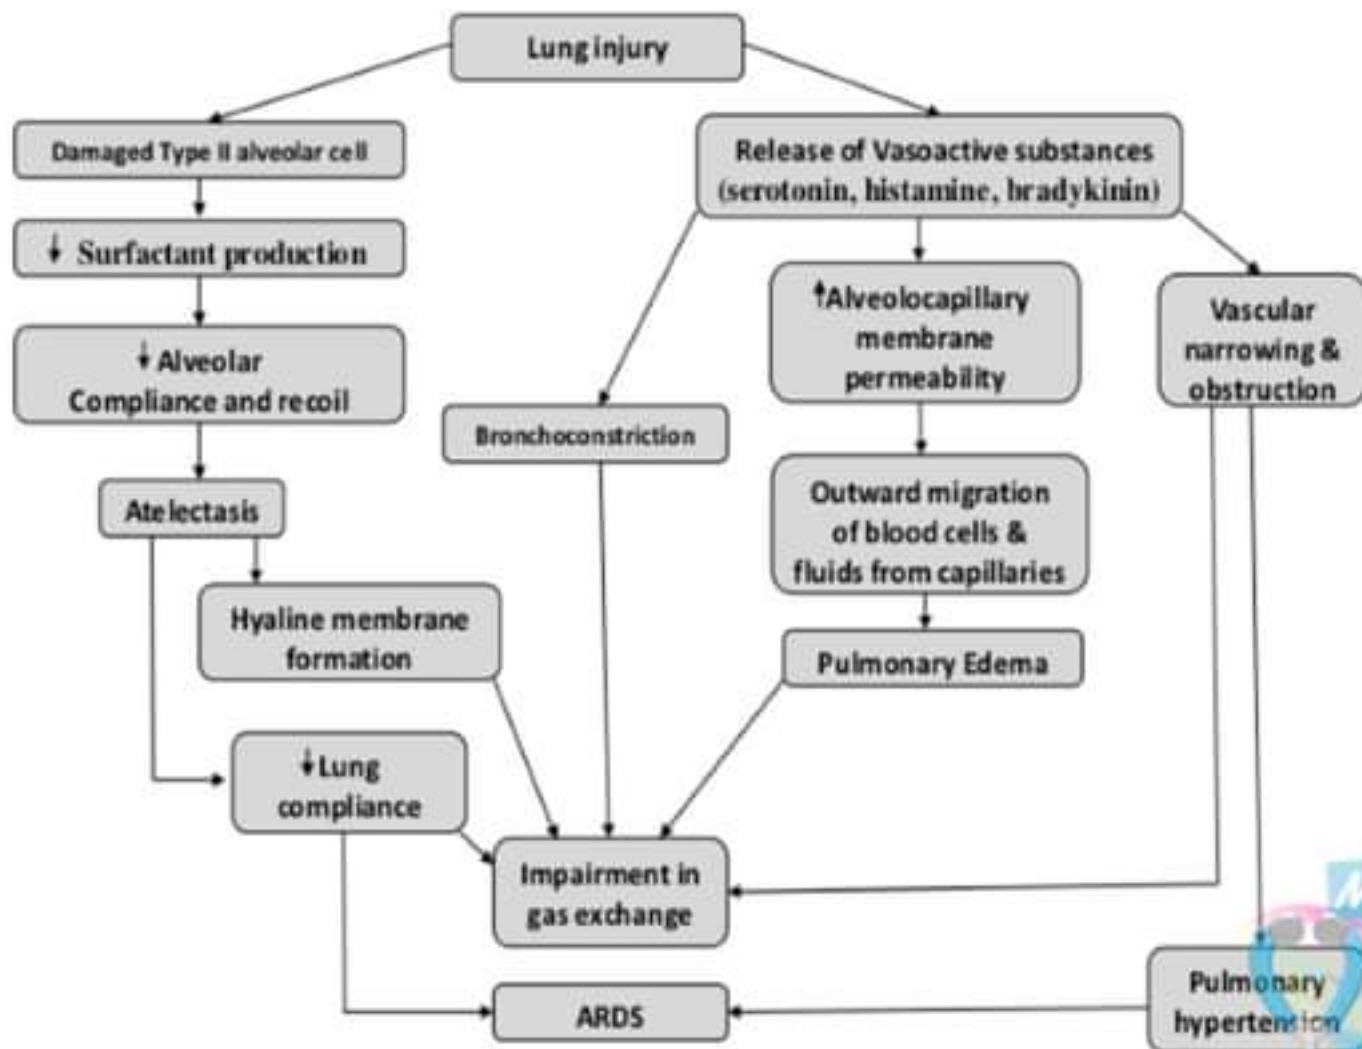 Lung injury
Damaged Type II alveolar cell
Release of Vasoactive substances
(serotonin, histamine, bradykinin)
↓ Surfactant production
↑Alveolocapillary
membrane
permeability
Vascular
narrowing &
obstruction
↓ Alveolar
Compliance and recoil
Bronchoconstriction
Outward migration
of blood cells &
fluids from capillaries
Atelectasis
Hyaline membrane
formation
Pulmonary Edema
↓Lung
compliance
Impairment in
gas exchange
Pulmonary
hypertension
ARDS